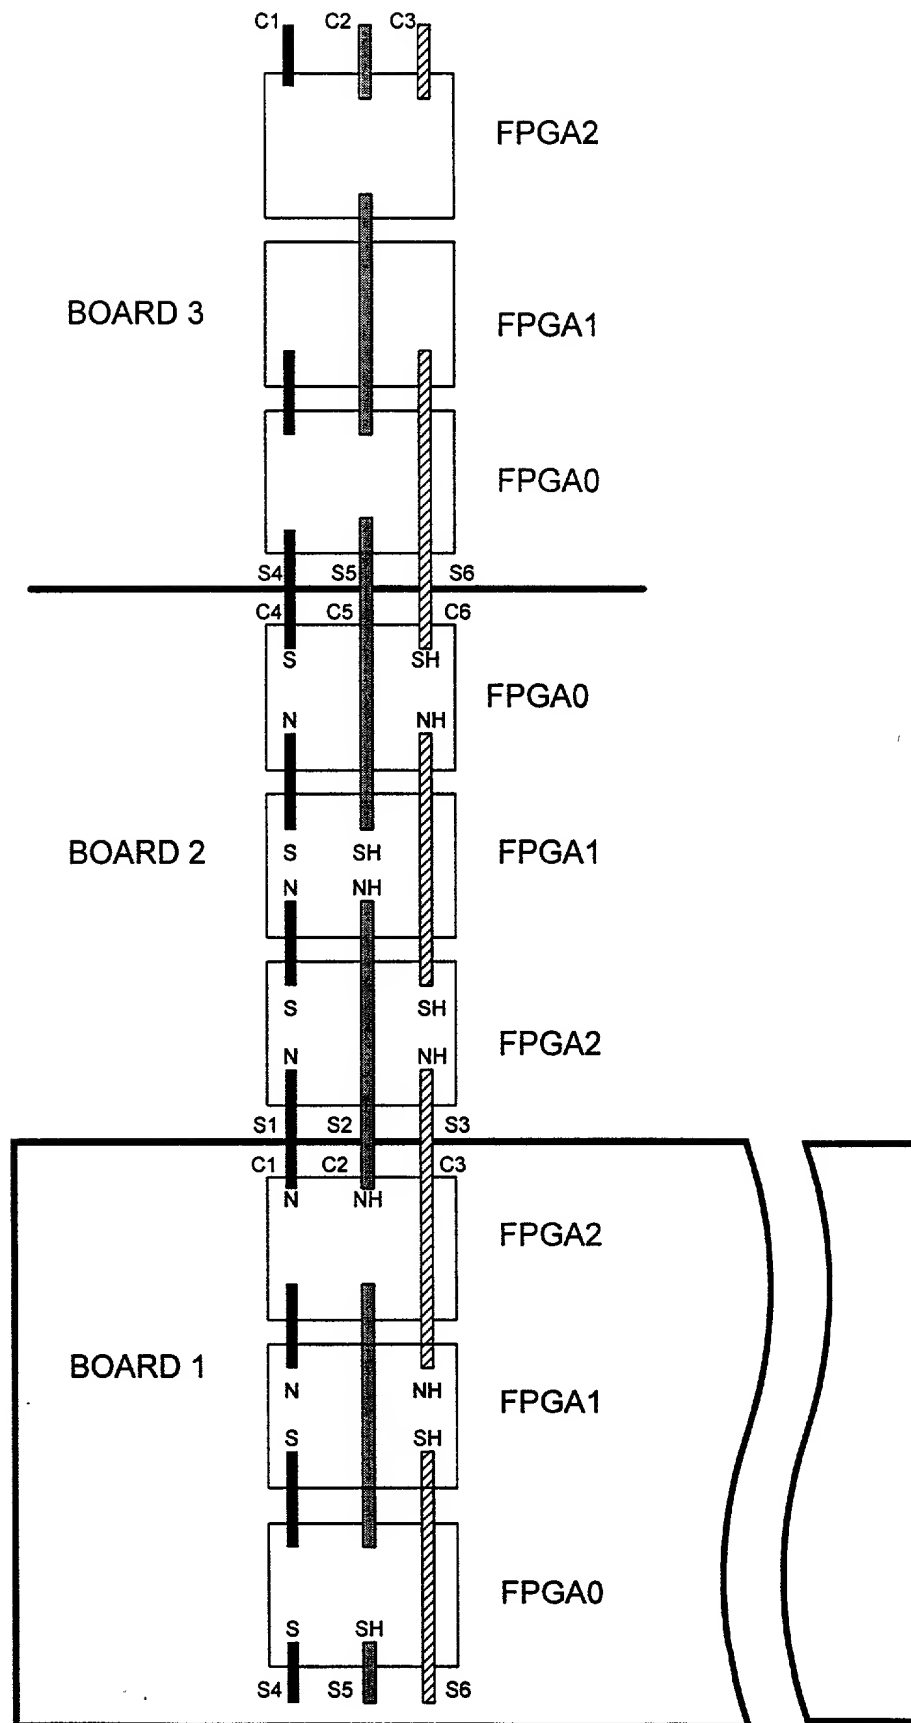 C1 C2 C3
FPGA2
BOARD 3
FPGA1
FPGA0
S4 S5 S6
C4 C5 C6
S SH
FPGA0
N NH
BOARD 2
S SH
FPGA1
N NH
S SH
FPGA2
N NH
S1 S2 S3
C1 C2 C3
N NH
FPGA2
BOARD 1
N NH
FPGA1
S SH
FPGA0
S SH
S4 S5 S6